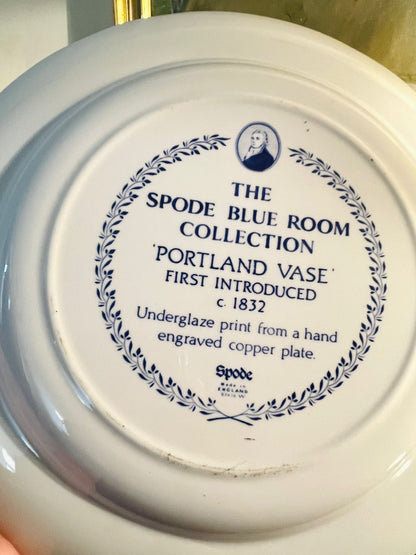 THE
SPODE BLUE ROOM
COLLECTION
'PORTLAND VASE'
FIRST INTRODUCED
c. 1832
Underglaze print from a hand
engraved copper plate.
Spode
Made in
ENGLAND